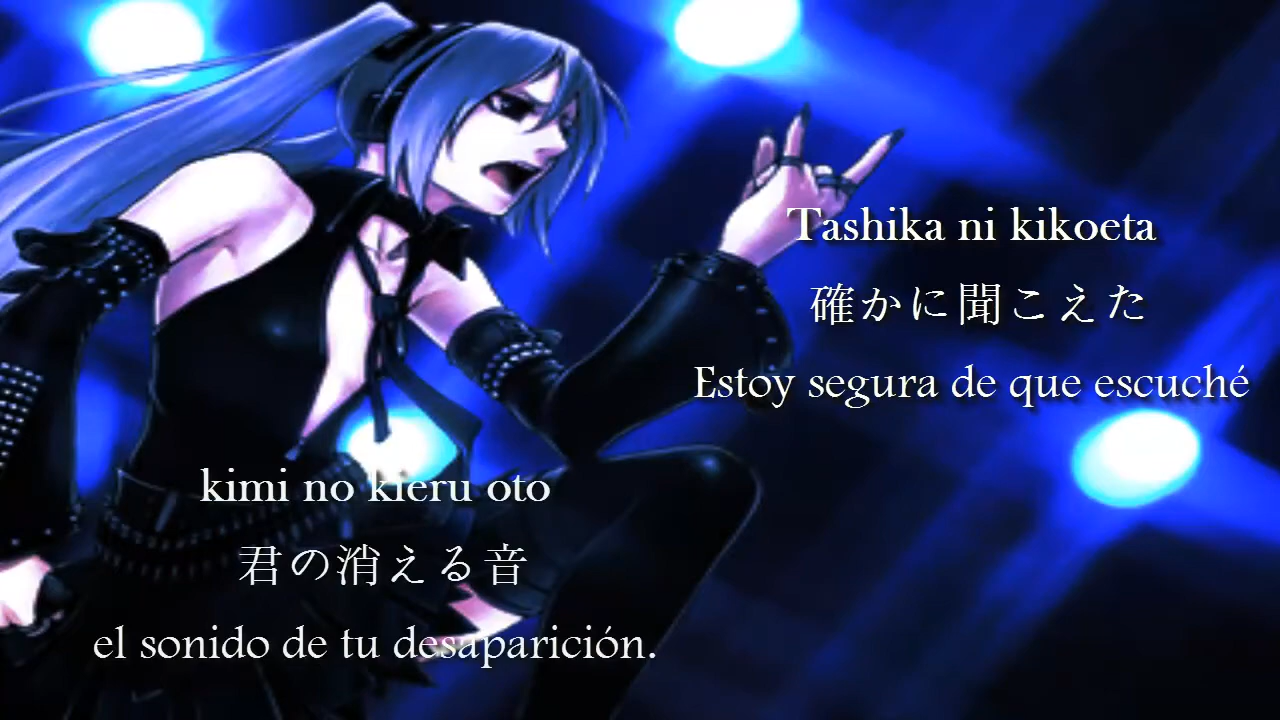 Tashika ni kikoeta
確かに聞こえた
Estoy segura de que escuché
kimi no kieru oto
君の消える音
el sonido de tu desaparición.